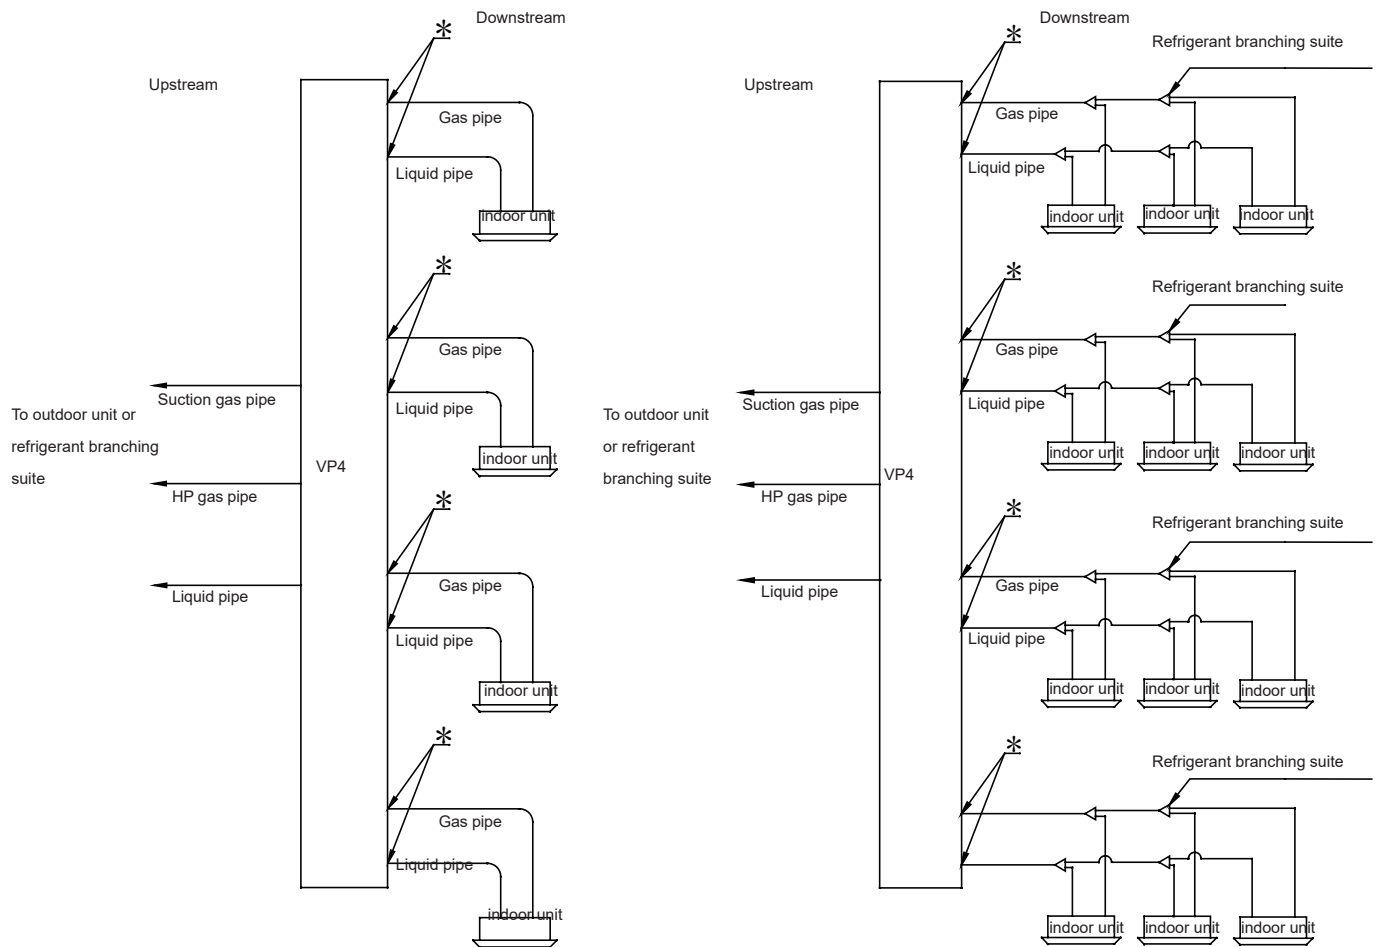 Downstream
*
Upstream
Gas pipe
Liquid pipe
indoor unit
*
Gas pipe
Liquid pipe
indoor unit
Suction gas pipe
To outdoor unit or
refrigerant branching
suite
VP4
HP gas pipe
*
Gas pipe
Liquid pipe
Liquid pipe
indoor unit
*
Gas pipe
Liquid pipe
indoor unit
Downstream
*
Refrigerant branching suite
Upstream
Gas pipe
Liquid pipe
indoor unit
indoor unit
indoor unit
*
Refrigerant branching suite
Gas pipe
Liquid pipe
indoor unit
indoor unit
indoor unit
Suction gas pipe
To outdoor unit
or refrigerant
branching suite
VP4
HP gas pipe
*
Refrigerant branching suite
Gas pipe
Liquid pipe
Liquid pipe
indoor unit
indoor unit
indoor unit
*
Refrigerant branching suite
indoor unit
indoor unit
indoor unit